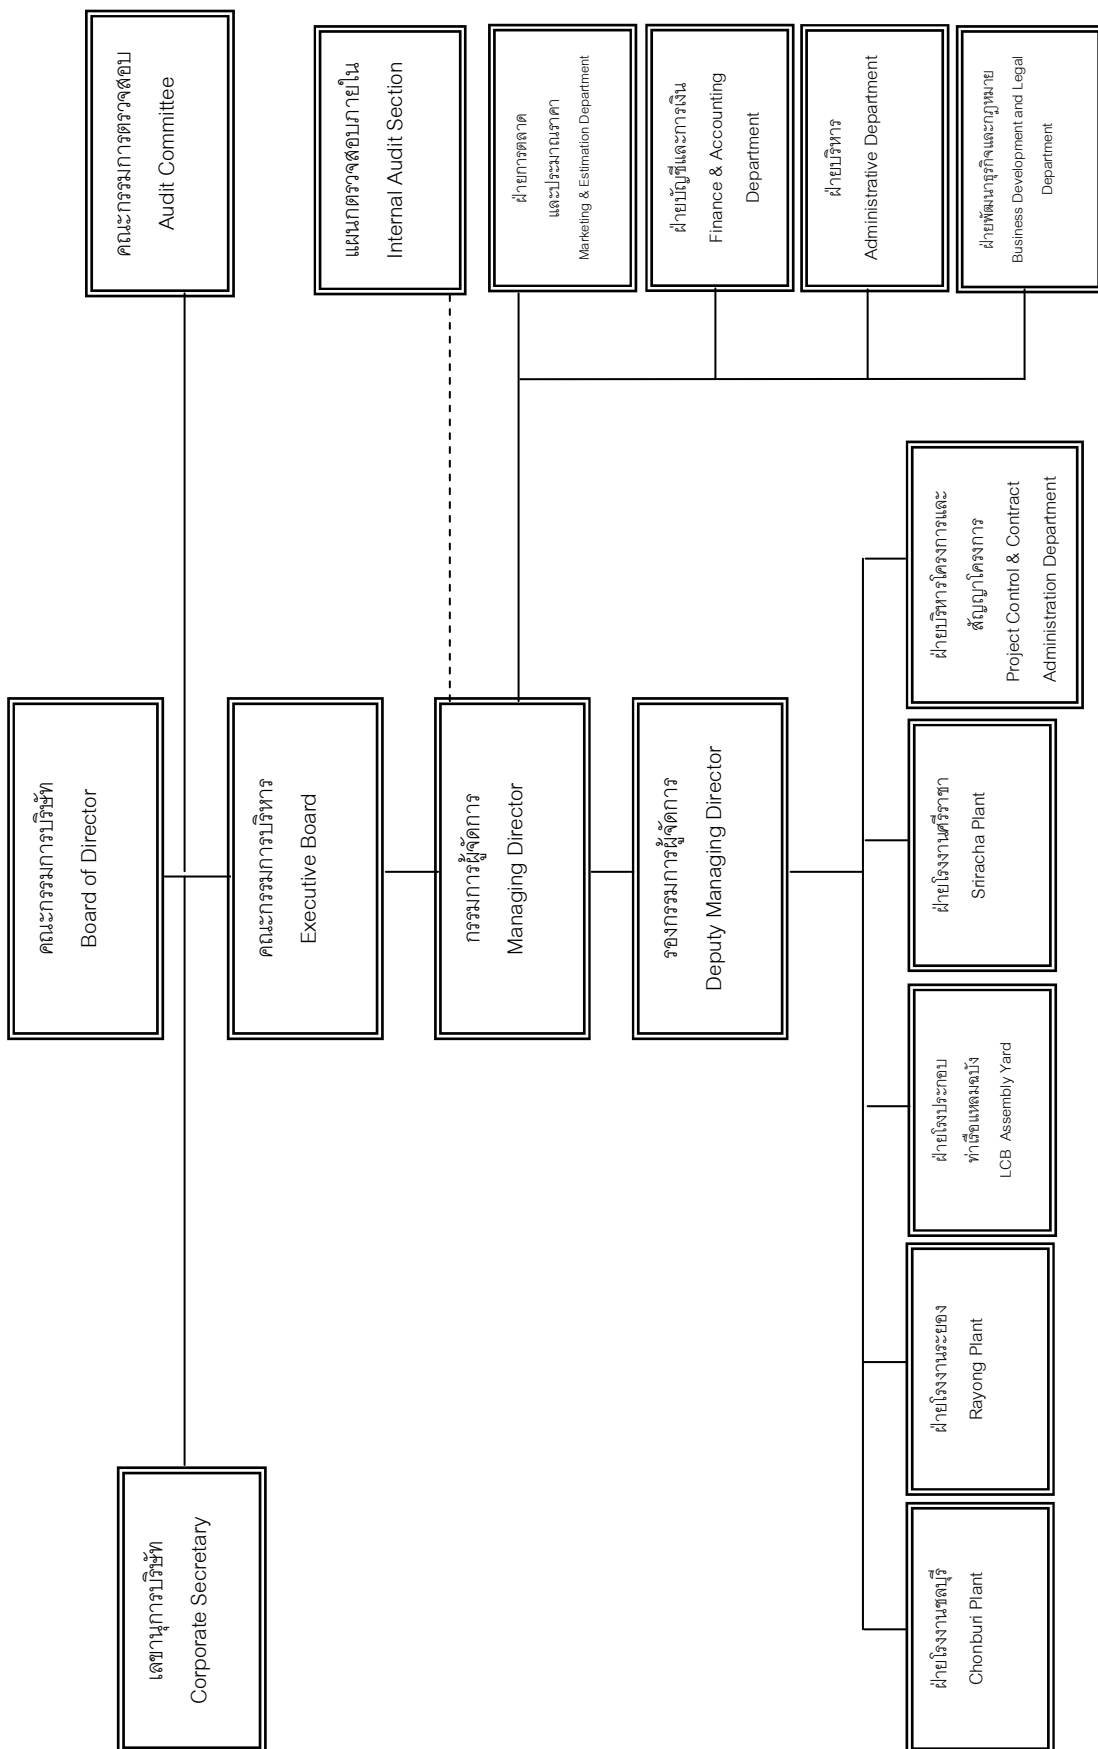 คณะกรรมการบริษัท
Board of Director
เลขานุการบริษัท
Corporate Secretary
คณะกรรมการตรวจสอบ
Audit Committee
คณะกรรมการบริหาร
Executive Board
แผนกตรวจสอบภายใน
Internal Audit Section
กรรมการผู้จัดการ
Managing Director
ฝ่ายการตลาด
และประมาณราคา
Marketing & Estimation Department
ฝ่ายบัญชีและการเงิน
Finance & Accounting
Department
ฝ่ายบริหาร
Administrative Department
ฝ่ายพัฒนาธุรกิจและกฎหมาย
Business Development and Legal
Department
รองกรรมการผู้จัดการ
Deputy Managing Director
ฝ่ายโรงงานชลบุรี
Chonburi Plant
ฝ่ายโรงงานระยอง
Rayong Plant
ฝ่ายโรงประกอบ
ท่าเรือแหลมฉบัง
LCB Assembly Yard
ฝ่ายโรงงานศรีราชา
Sriracha Plant
ฝ่ายบริหารโครงการและ
สัญญาโครงการ
Project Control & Contract
Administration Department